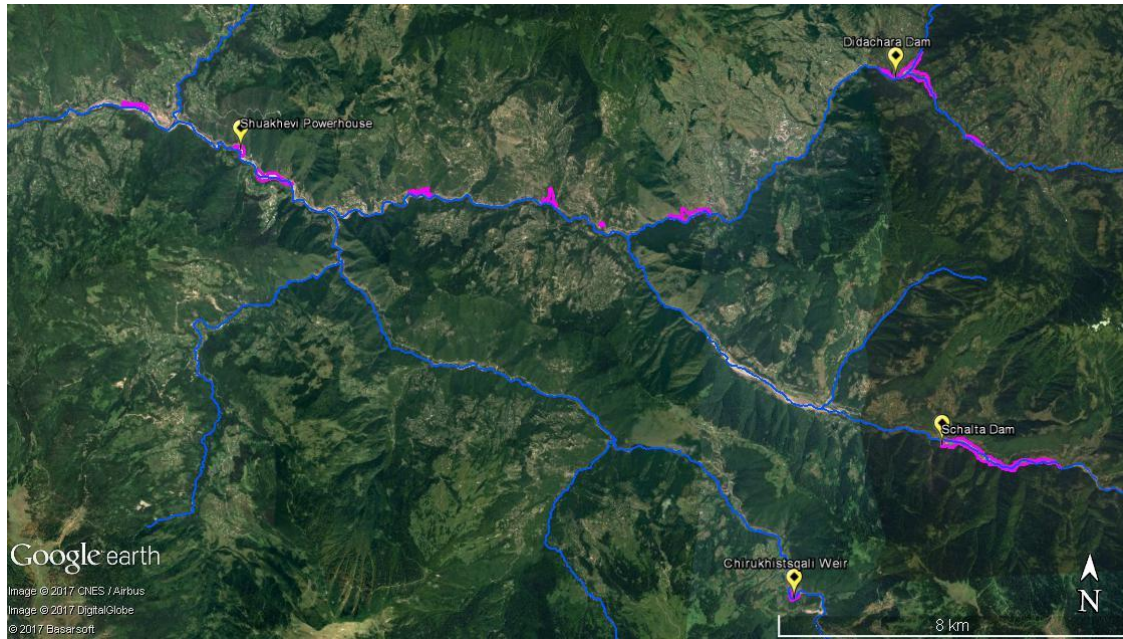 Didachara Dam
Shuakhevi Powerhouse
Schalta Dam
Chirukhistsqali Weir
Google earth
Image © 2017 CNES / Airbus
Image © 2017 DigitalGlobe
© 2017 Basarsoft
N
8 km